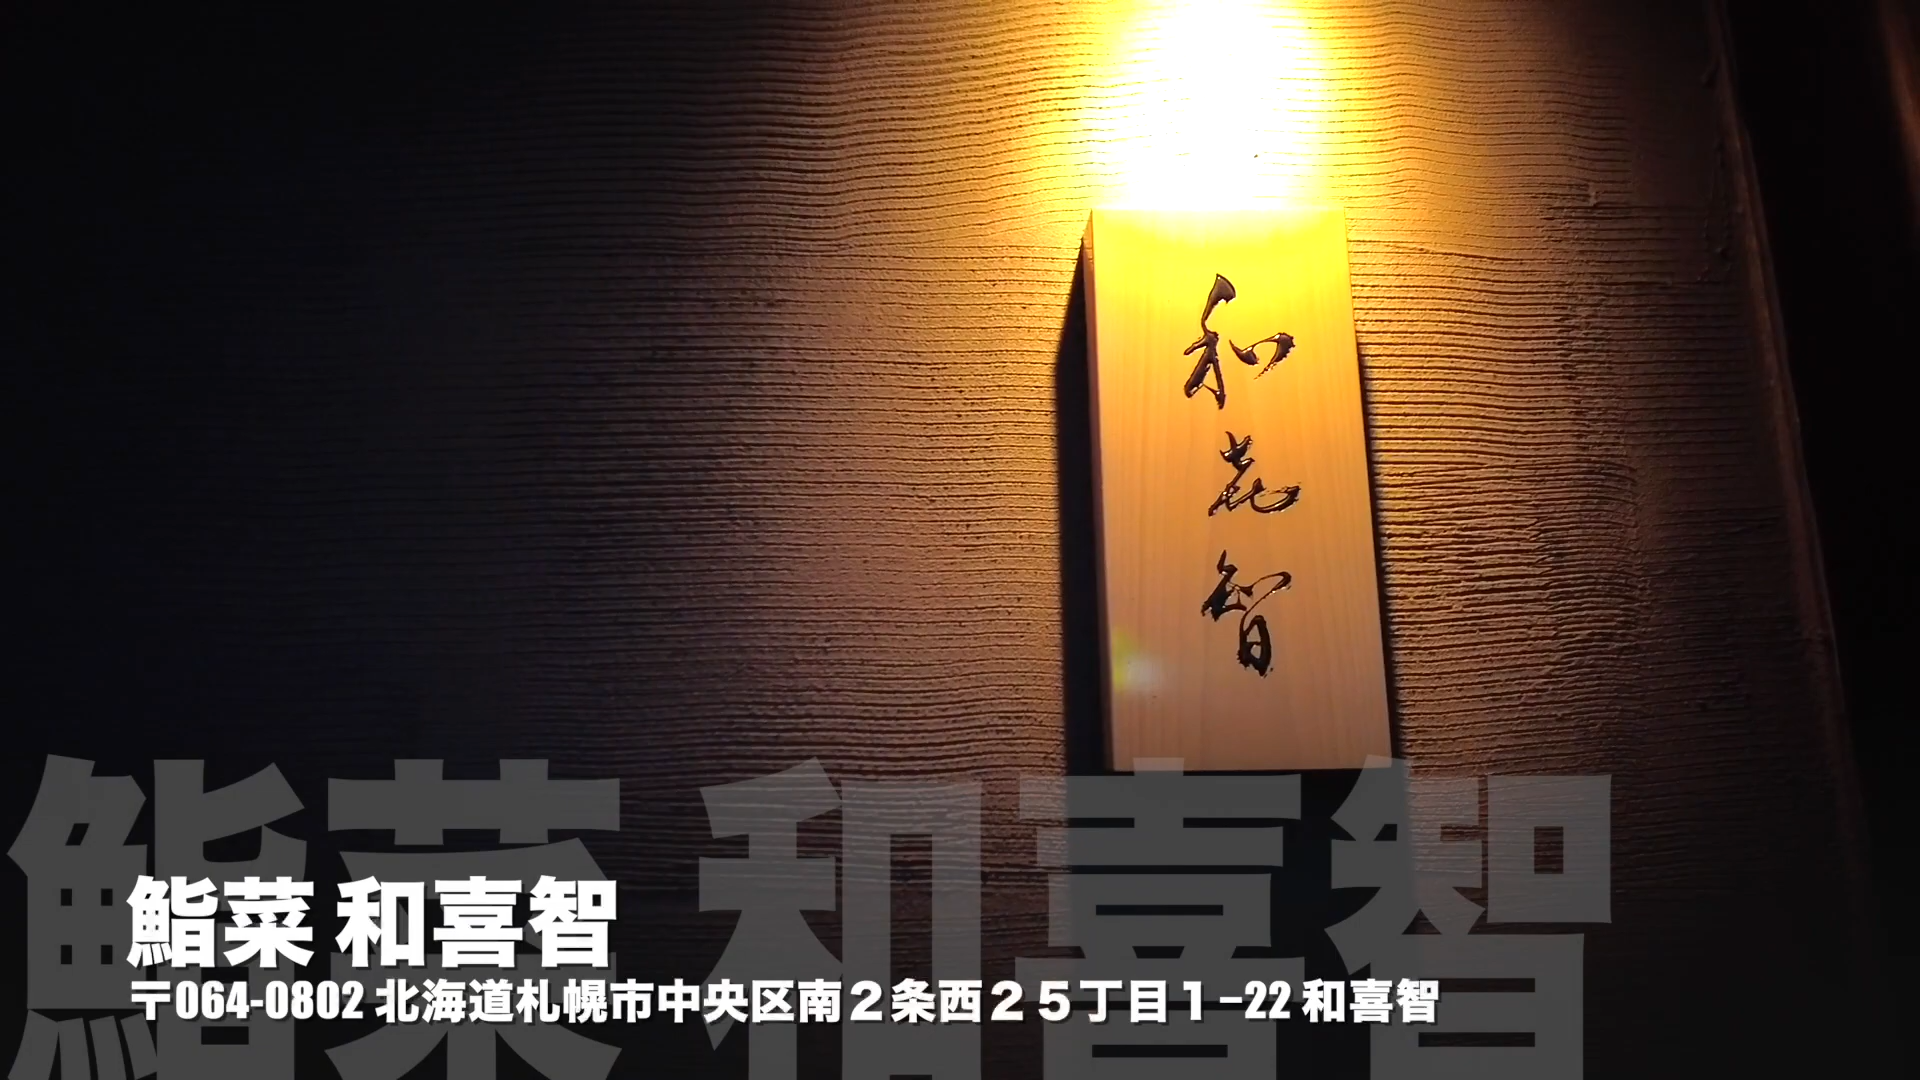 和
喜
智
鮨菜 和喜智
鮨菜 和喜智
〒064-0802 北海道札幌市中央区南２条西２５丁目１−22 和喜智